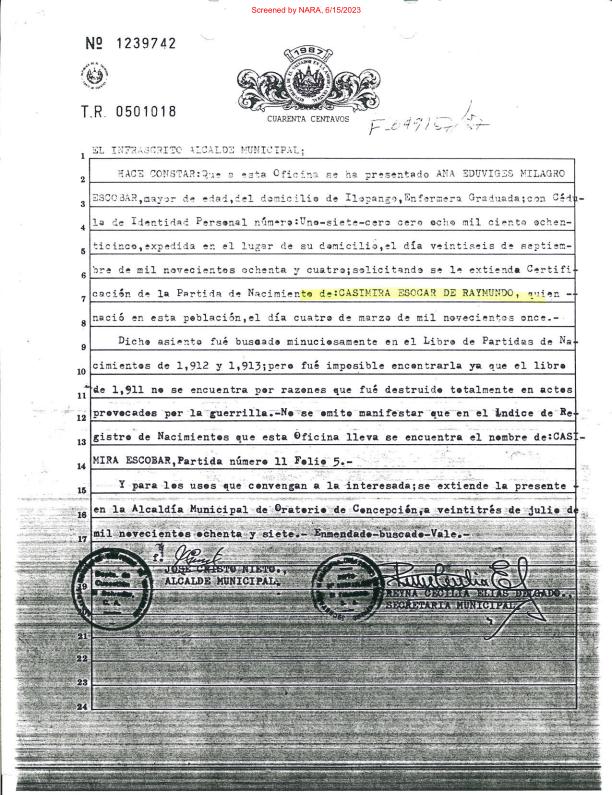 Screened by NARA, 6/15/2023
Nº 1239742
1987
T.R. 0501018
CUARENTA CENTAVOS
1 EL INFRASCRITO ALCALDE MUNICIPAL;
2 HACE CONSTAR:Que a esta Oficina se ha presentado ANA EDUVIGES MILAGRO
3 ESCOBAR,mayor de edad,del domicilio de Ilopango,Enfermera Graduada;con Cédu-
4 la de Identidad Personal número:Uno-siete-cero cero ocho mil ciento ochen-
5 ticinco,expedida en el lugar de su domicilio,el día veintiseis de septiem-
6 bre de mil novecientos ochenta y cuatro;solicitando se le extienda Certifi-
7 cación de la Partida de Nacimiento de:CASIMIRA ESOCAR DE RAYMUNDO, quien -
8 nació en esta población,el día cuatro de marzo de mil novecientos once.-
9 Dicho asiento fué buscado minuciosamente en el Libro de Partidas de Na-
10 cimientos de 1,912 y 1,913;pero fué imposible encontrarla ya que el libro
11 de 1,911 no se encuentra por razones que fué destruido totalmente en actos
12 provocados por la guerrilla.-No se omite manifestar que en el índice de Re-
13 gistro de Nacimientos que esta Oficina lleva se encuentra el nombre de:CASI-
14 MIRA ESCOBAR,Partida número 11 Folio 5.-
15 Y para los usos que convengan a la interesada;se extiende la presente -
16 en la Alcaldía Municipal de Oratorio de Concepción,a veintitrés de julio de
17 mil novecientos ochenta y siete.- Enmendado-buscado-Vale.-
f.
JOSE CRISTO NIETO.,
ALCALDE MUNICIPAL.
REYNA CECILIA ELIAS DELGADO.,
SECRETARIA MUNICIPAL
21
22
23
24